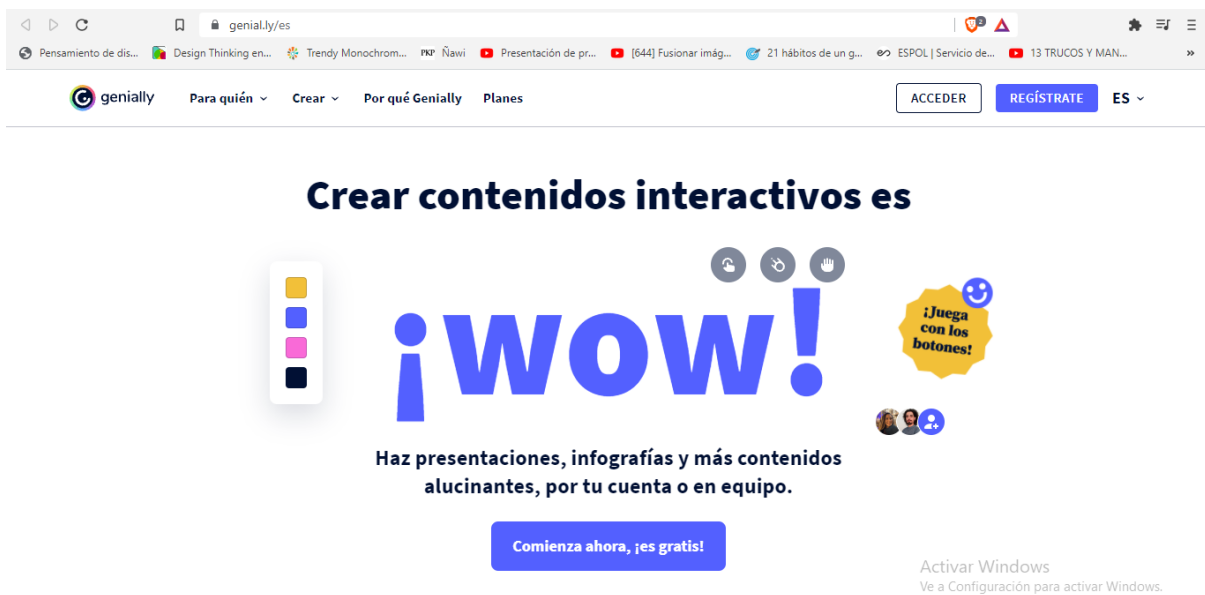 genial.ly/es
2
Pensamiento de dis... Design Thinking en... Trendy Monochrom... PKP Ñawi Presentación de pr... [644] Fusionar imág... 21 hábitos de un g... ESPOL | Servicio de... 13 TRUCOS Y MAN... »
genially Para quién Crear Por qué Genially Planes ACCEDER REGÍSTRATE ES
Crear contenidos interactivos es
¡wow!
¡Juega
con los
botones!
Haz presentaciones, infografías y más contenidos
alucinantes, por tu cuenta o en equipo.
Comienza ahora, ¡es gratis!
Activar Windows
Ve a Configuración para activar Windows.